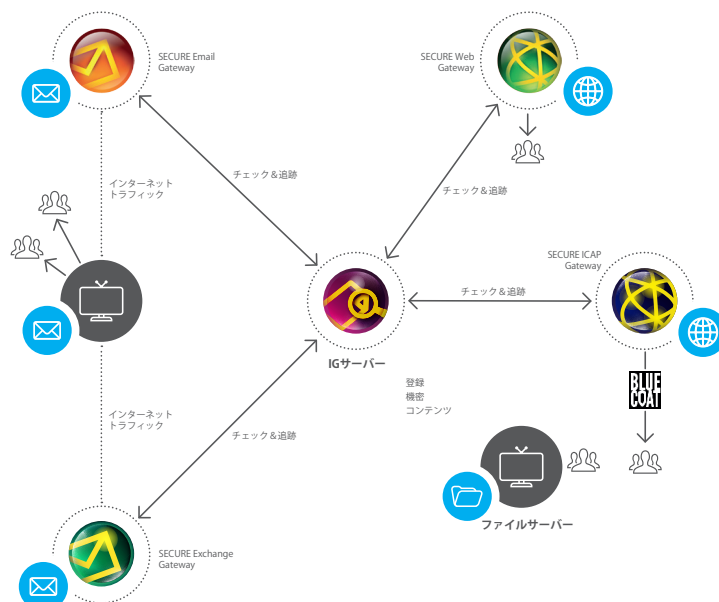 SECURE Email
Gateway
SECURE Web
Gateway
チェック＆追跡
インターネット
トラフィック
チェック＆追跡
SECURE ICAP
Gateway
チェック＆追跡
IGサーバー
登録
機密
コンテンツ
BLUE
COAT
インターネット
トラフィック
チェック＆追跡
ファイルサーバー
SECURE Exchange
Gateway